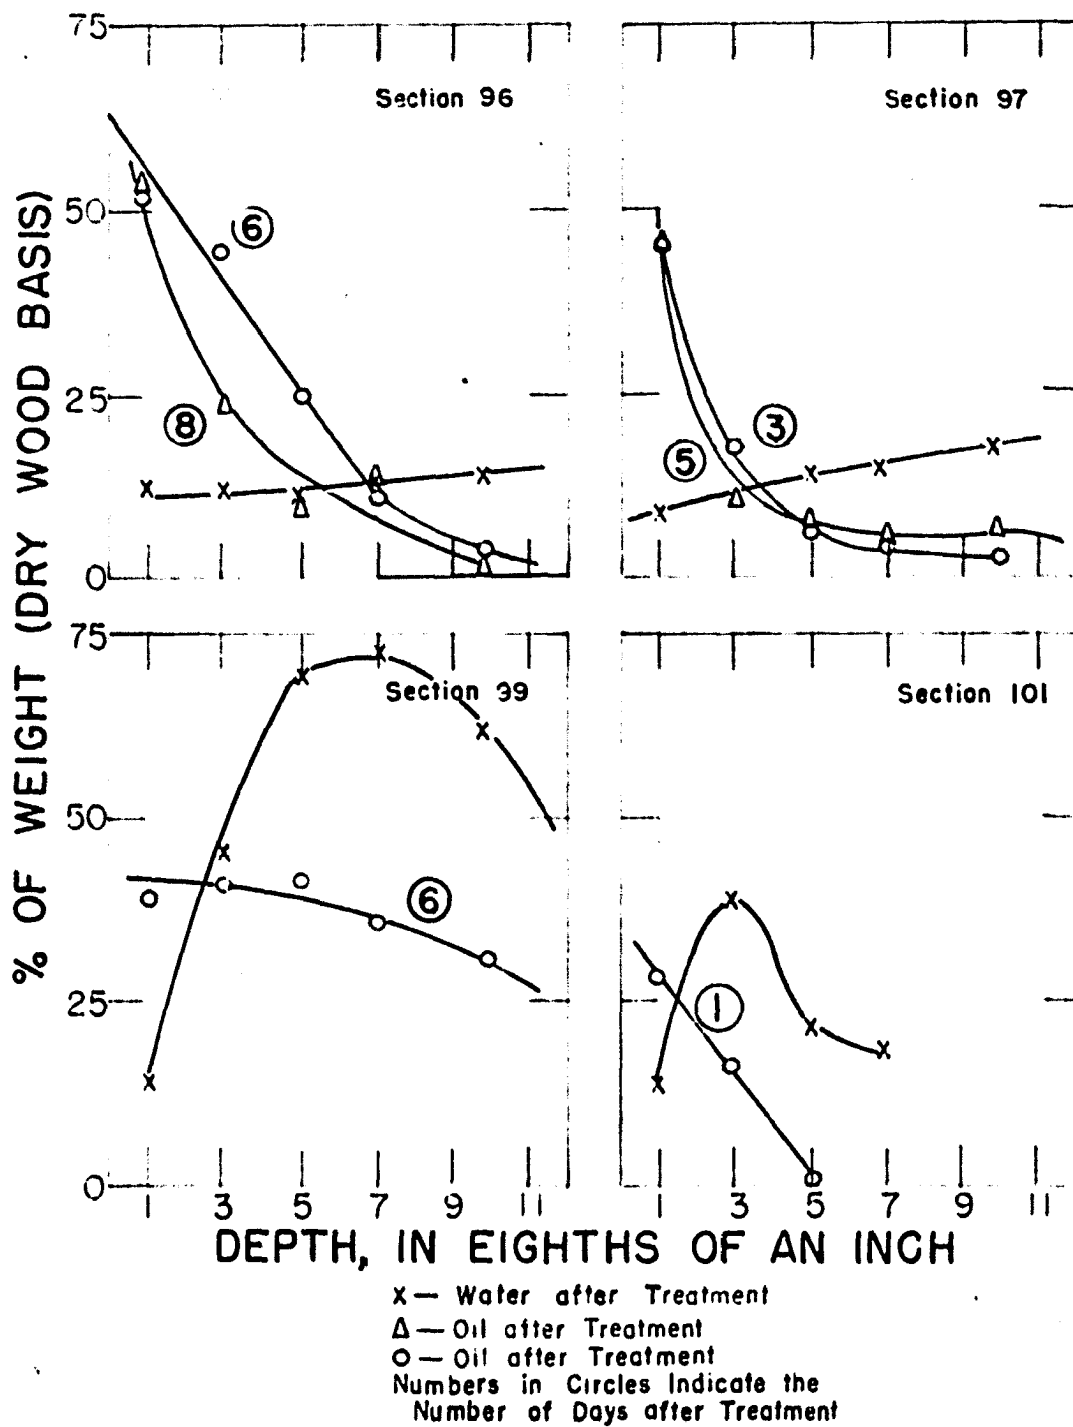 % OF WEIGHT (DRY WOOD BASIS)
75
50
25
0
Section 96
6
8
Section 97
3
5
75
50
25
0
Section 99
6
Section 101
1
1 3 5 7 9 11
1 3 5 7 9 11
DEPTH, IN EIGHTHS OF AN INCH
X — Water after Treatment
Δ — Oil after Treatment
O — Oil after Treatment
Numbers in Circles Indicate the
Number of Days after Treatment